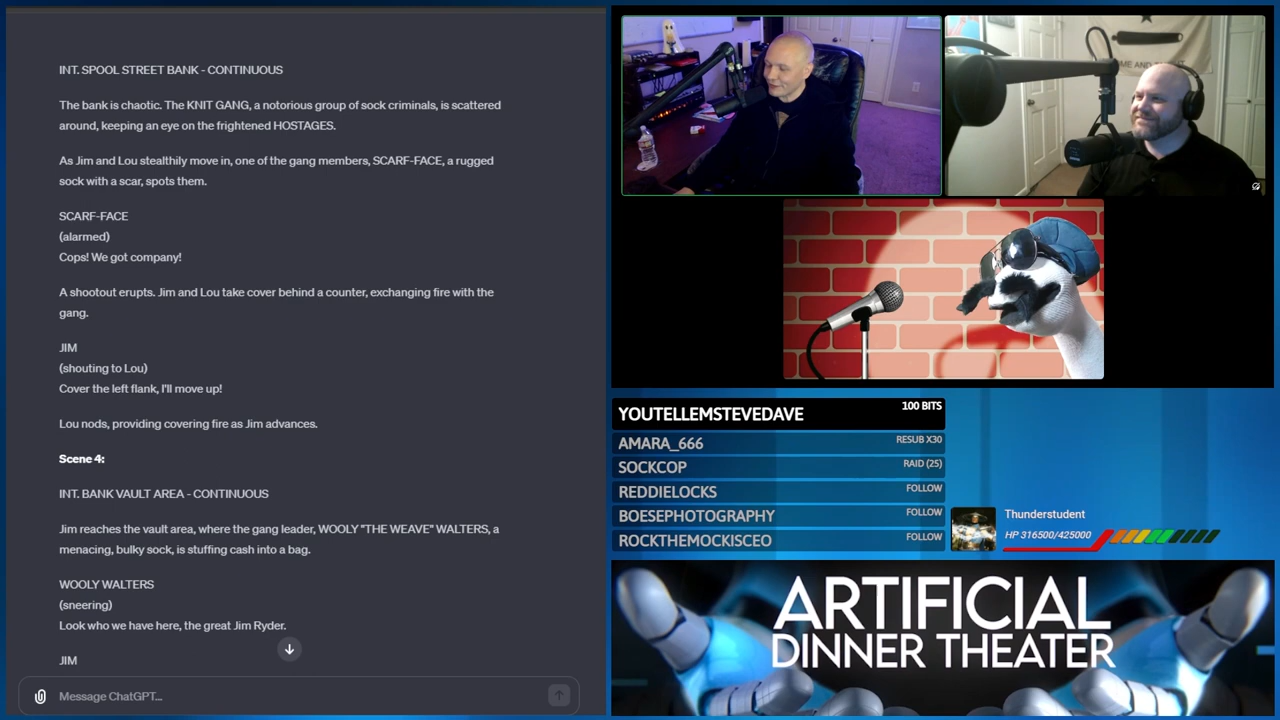 INT. SPOOL STREET BANK - CONTINUOUS
The bank is chaotic. The KNIT GANG, a notorious group of sock criminals, is scattered
around, keeping an eye on the frightened HOSTAGES.
As Jim and Lou stealthily move in, one of the gang members, SCARF-FACE, a rugged
sock with a scar, spots them.
SCARF-FACE
(alarmed)
Cops! We got company!
A shootout erupts. Jim and Lou take cover behind a counter, exchanging fire with the
gang.
JIM
(shouting to Lou)
Cover the left flank, I'll move up!
Lou nods, providing covering fire as Jim advances.
Scene 4:
INT. BANK VAULT AREA - CONTINUOUS
Jim reaches the vault area, where the gang leader, WOOLY "THE WEAVE" WALTERS, a
menacing, bulky sock, is stuffing cash into a bag.
WOOLY WALTERS
(sneering)
Look who we have here, the great Jim Ryder.
JIM
Message ChatGPT...
YOUTELLEMSTEVEDAVE 100 BITS
AMARA_666 RESUB X30
SOCKCOP RAID (25)
REDDIELOCKS FOLLOW
BOESEPHOTOGRAPHY FOLLOW
ROCKTHEMOCKISCEO FOLLOW
Thunderstudent
HP 316500/425000
ARTIFICIAL
DINNER THEATER